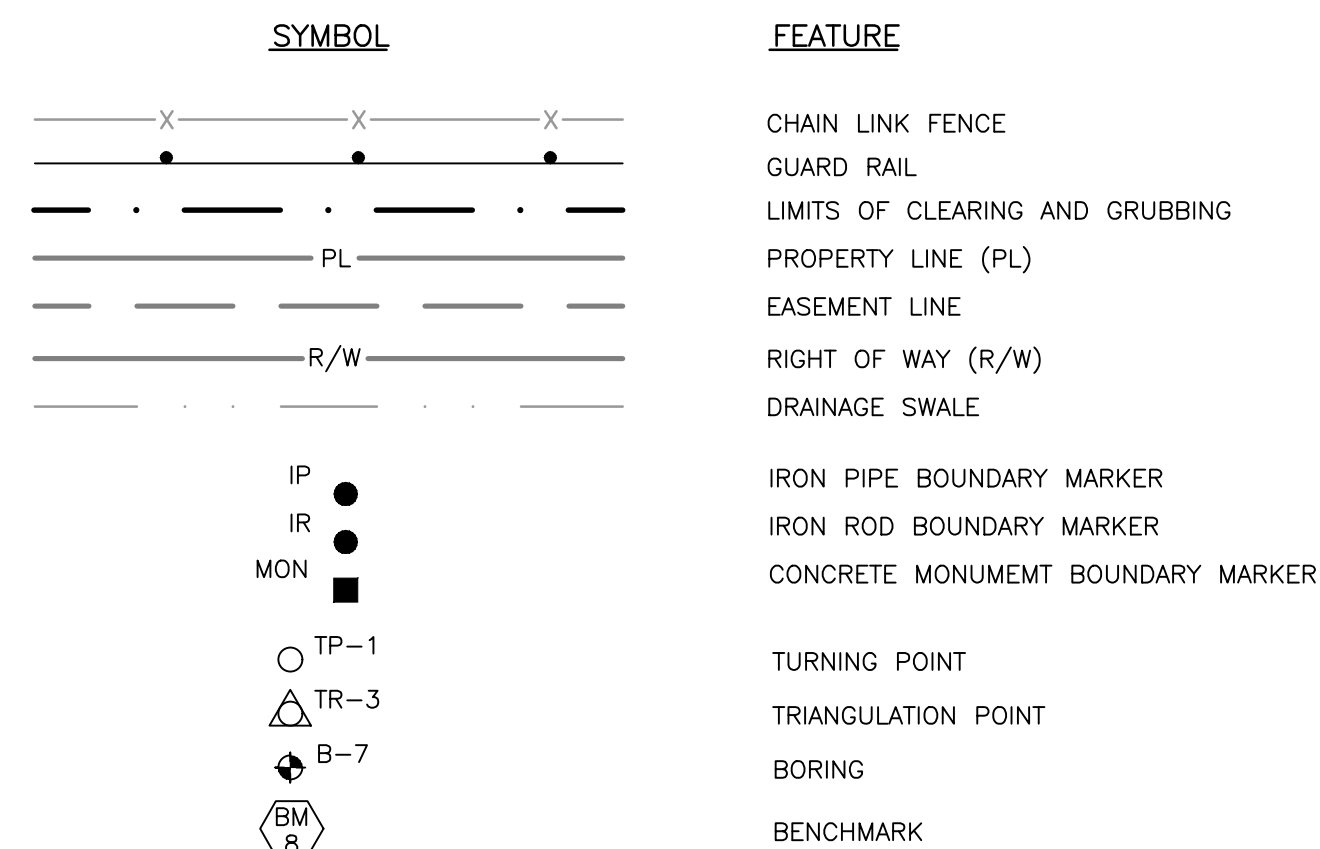 SYMBOL FEATURE
X X X CHAIN LINK FENCE
GUARD RAIL
LIMITS OF CLEARING AND GRUBBING
PL PROPERTY LINE (PL)
EASEMENT LINE
R/W RIGHT OF WAY (R/W)
DRAINAGE SWALE
IP IRON PIPE BOUNDARY MARKER
IR IRON ROD BOUNDARY MARKER
MON CONCRETE MONUMEMT BOUNDARY MARKER
TP-1 TURNING POINT
TR-3 TRIANGULATION POINT
B-7 BORING
BM BENCHMARK
8